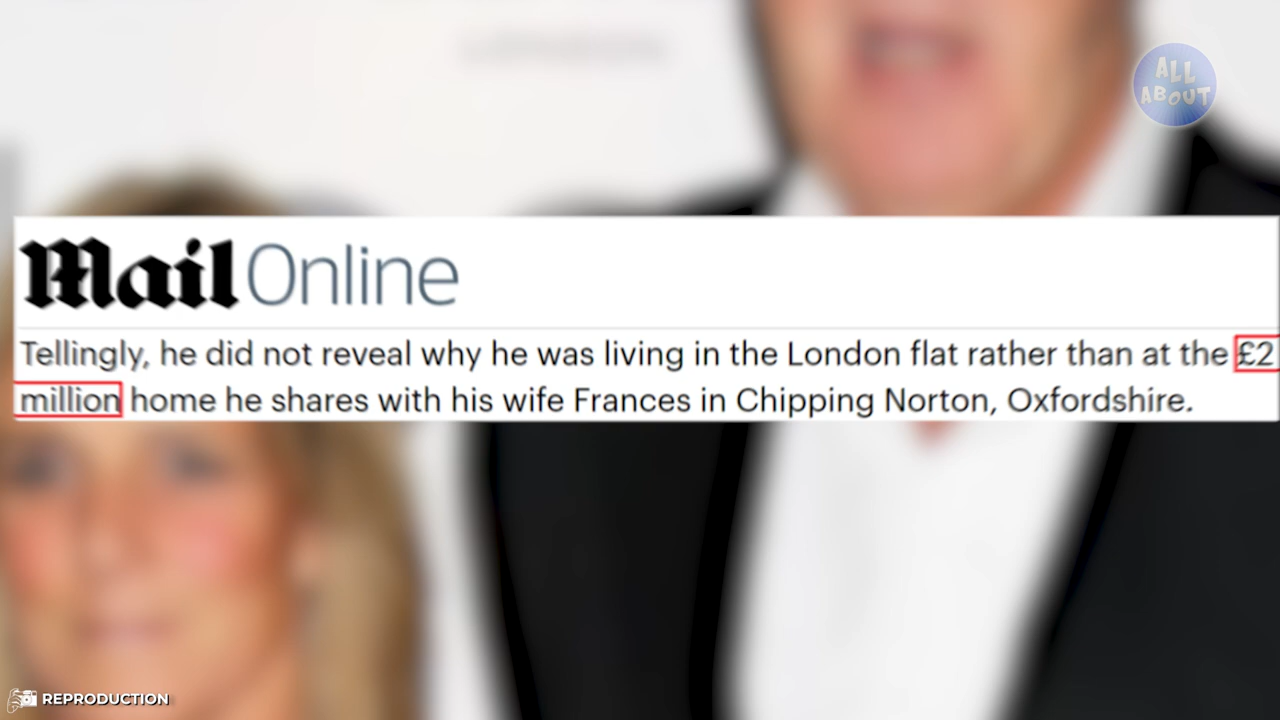 ALL
ABOUT
Mail Online
Tellingly, he did not reveal why he was living in the London flat rather than at the £2
million home he shares with his wife Frances in Chipping Norton, Oxfordshire.
REPRODUCTION